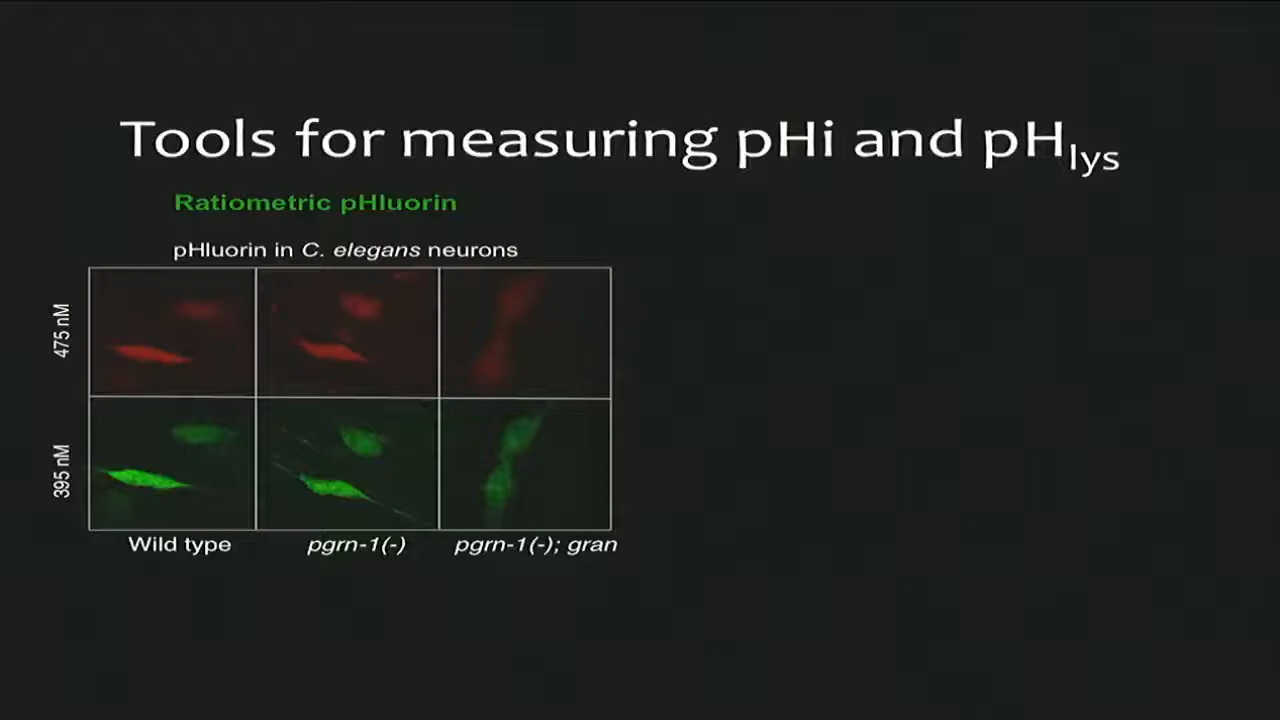 Tools for measuring pHi and pHlys
Ratiometric pHluorin
pHluorin in C. elegans neurons
475 nM
395 nM
Wild type
pgrn-1(-)
pgrn-1(-); gran